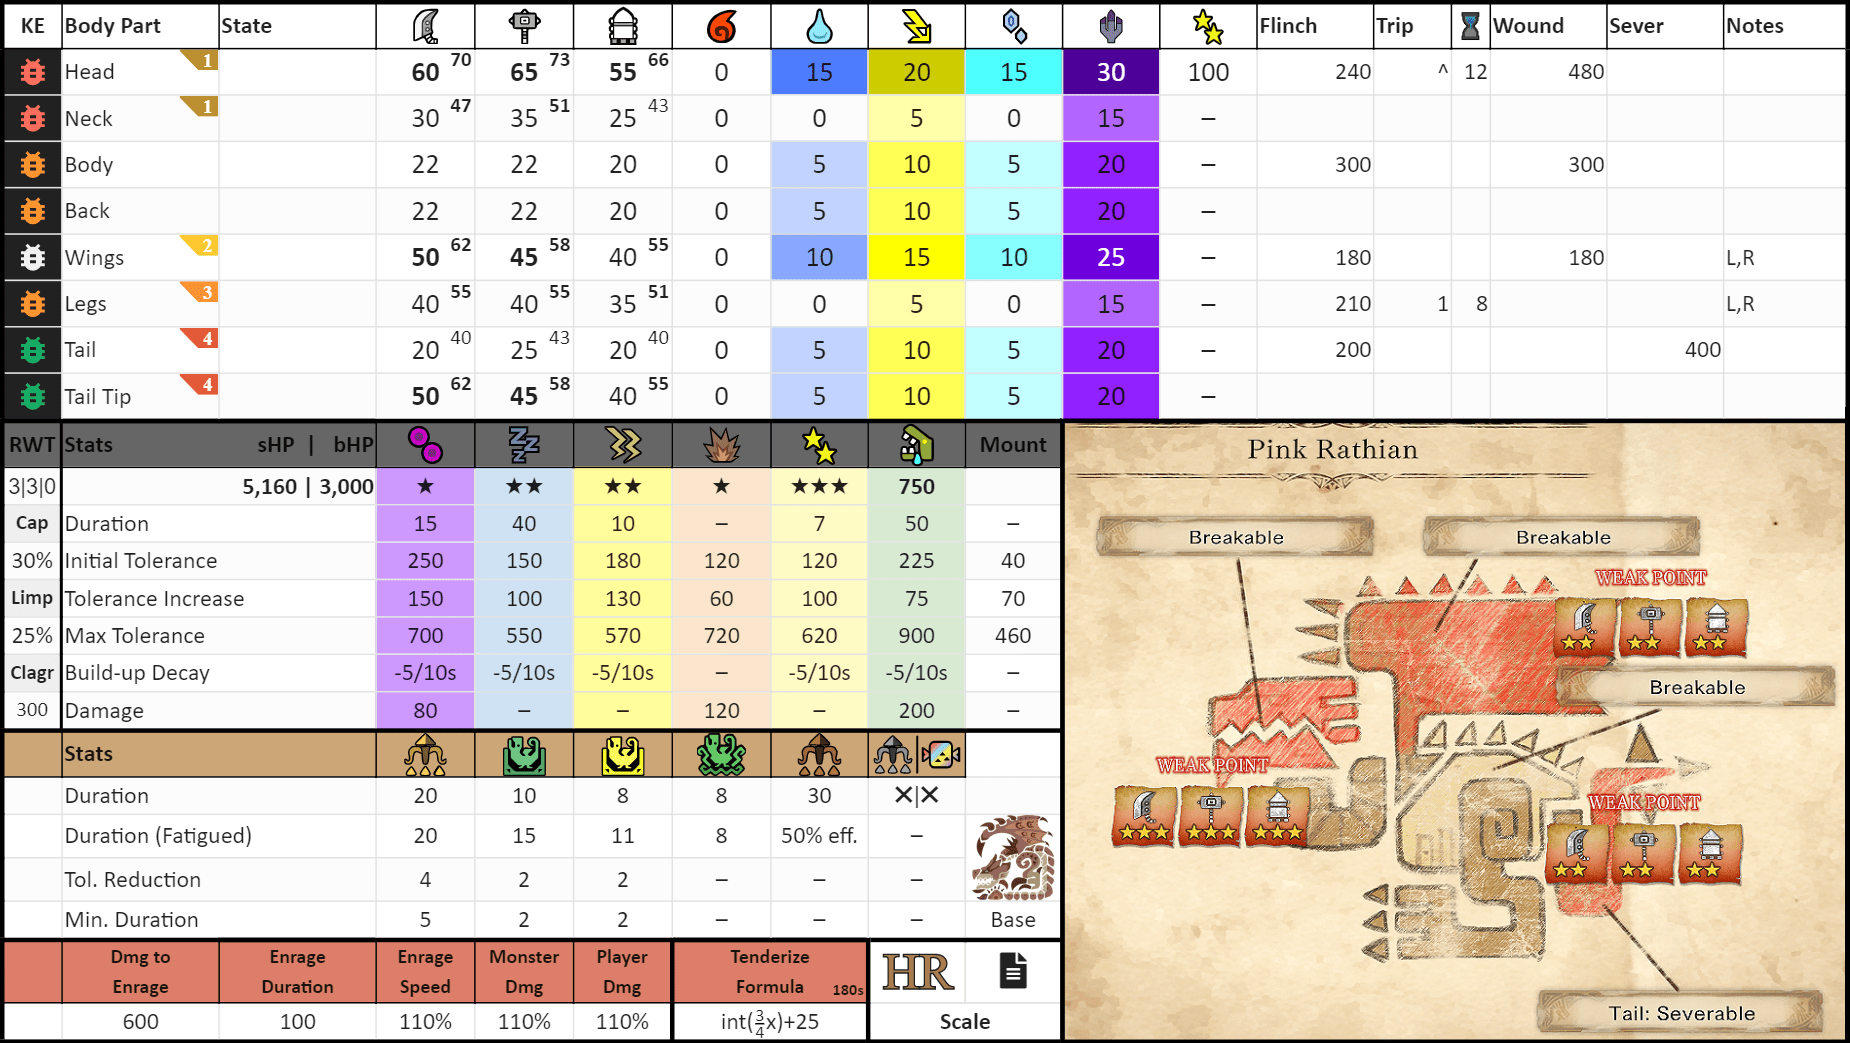 KE Body Part State Flinch Trip Wound Sever Notes
Head 1 60 70 65 73 55 66 0 15 20 15 30 100 240 ^ 12 480
Neck 1 30 47 35 51 25 43 0 0 5 0 15 –
Body 22 22 20 0 5 10 5 20 – 300 300
Back 22 22 20 0 5 10 5 20 –
Wings 2 50 62 45 58 40 55 0 10 15 10 25 – 180 180 L,R
Legs 3 40 55 40 55 35 51 0 0 5 0 15 – 210 1 8 L,R
Tail 4 20 40 25 43 20 40 0 5 10 5 20 – 200 400
Tail Tip 4 50 62 45 58 40 55 0 5 10 5 20 –
RWT Stats sHP | bHP Mount
3|3|0 5,160 | 3,000 ★ ★★ ★★ ★ ★★★ 750
Cap Duration 15 40 10 – 7 50 –
30% Initial Tolerance 250 150 180 120 120 225 40
Limp Tolerance Increase 150 100 130 60 100 75 70
25% Max Tolerance 700 550 570 720 620 900 460
Clagr Build-up Decay -5/10s -5/10s -5/10s – -5/10s -5/10s –
300 Damage 80 – – 120 – 200 –
Stats
Duration 20 10 8 8 30 ✕|✕
Duration (Fatigued) 20 15 11 8 50% eff. –
Tol. Reduction 4 2 2 – – –
Min. Duration 5 2 2 – – – Base
Dmg to Enrage Enrage Monster Player Tenderize
Enrage Duration Speed Dmg Dmg Formula 180s
HR
600 100 110% 110% 110% int(¾x)+25 Scale
Pink Rathian
Breakable Breakable
WEAK POINT
Breakable
WEAK POINT
WEAK POINT
Tail: Severable